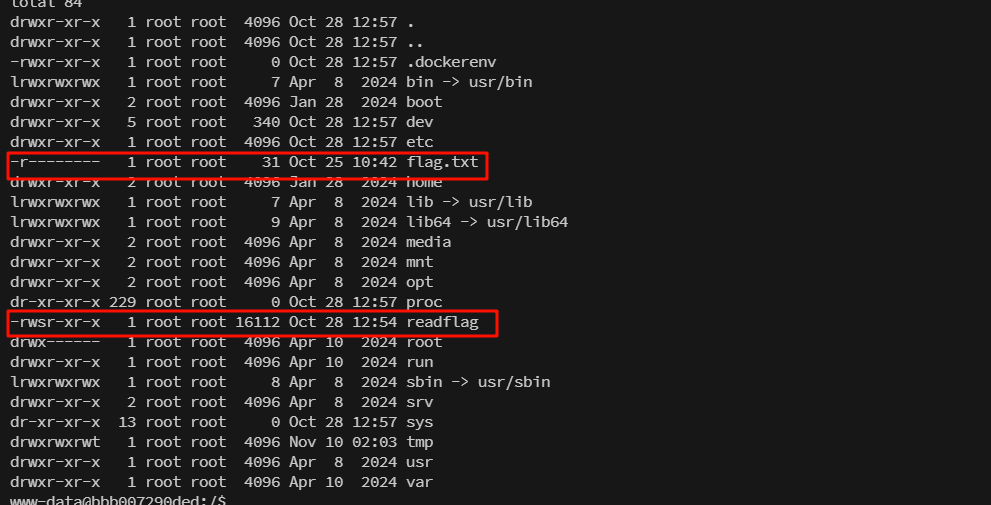 total 84
drwxr-xr-x   1 root root  4096 Oct 28 12:57 .
drwxr-xr-x   1 root root  4096 Oct 28 12:57 ..
-rwxr-xr-x   1 root root     0 Oct 28 12:57 .dockerenv
lrwxrwxrwx   1 root root     7 Apr  8  2024 bin -> usr/bin
drwxr-xr-x   2 root root  4096 Jan 28  2024 boot
drwxr-xr-x   5 root root   340 Oct 28 12:57 dev
drwxr-xr-x   1 root root  4096 Oct 28 12:57 etc
-r--------   1 root root    31 Oct 25 10:42 flag.txt
drwxr-xr-x   2 root root  4096 Jan 28  2024 home
lrwxrwxrwx   1 root root     7 Apr  8  2024 lib -> usr/lib
lrwxrwxrwx   1 root root     9 Apr  8  2024 lib64 -> usr/lib64
drwxr-xr-x   2 root root  4096 Apr  8  2024 media
drwxr-xr-x   2 root root  4096 Apr  8  2024 mnt
drwxr-xr-x   2 root root  4096 Apr  8  2024 opt
dr-xr-xr-x 229 root root     0 Oct 28 12:57 proc
-rwsr-xr-x   1 root root 16112 Oct 28 12:54 readflag
drwx------   1 root root  4096 Apr 10  2024 root
drwxr-xr-x   1 root root  4096 Apr 10  2024 run
lrwxrwxrwx   1 root root     8 Apr  8  2024 sbin -> usr/sbin
drwxr-xr-x   2 root root  4096 Apr  8  2024 srv
dr-xr-xr-x  13 root root     0 Oct 28 12:57 sys
drwxrwxrwt   1 root root  4096 Nov 10 02:03 tmp
drwxr-xr-x   1 root root  4096 Apr  8  2024 usr
drwxr-xr-x   1 root root  4096 Apr 10  2024 var
www-data@bbb007290ded:/$